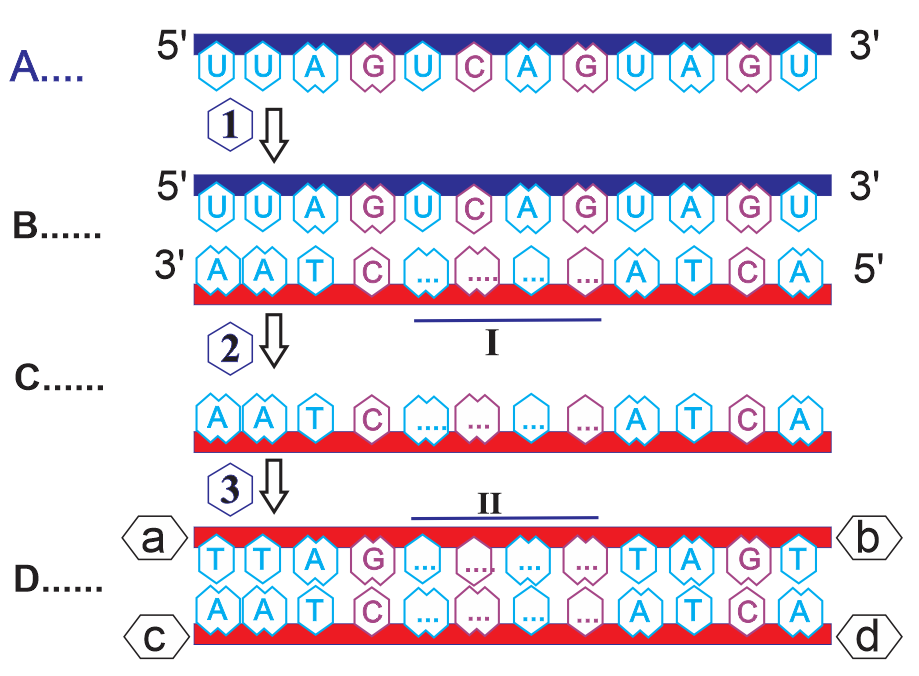 A.... 5' U U A G U C A G U A G U 3'
1
B...... 5' U U A G U C A G U A G U 3'
3' A A T C ... .... ... ... A T C A 5'
2 I
C...... A A T C .... ... ... ... A T C A
3 II
a T T A G ... .... ... ... T A G T b
D......
c A A T C ... ... ... ... A T C A d